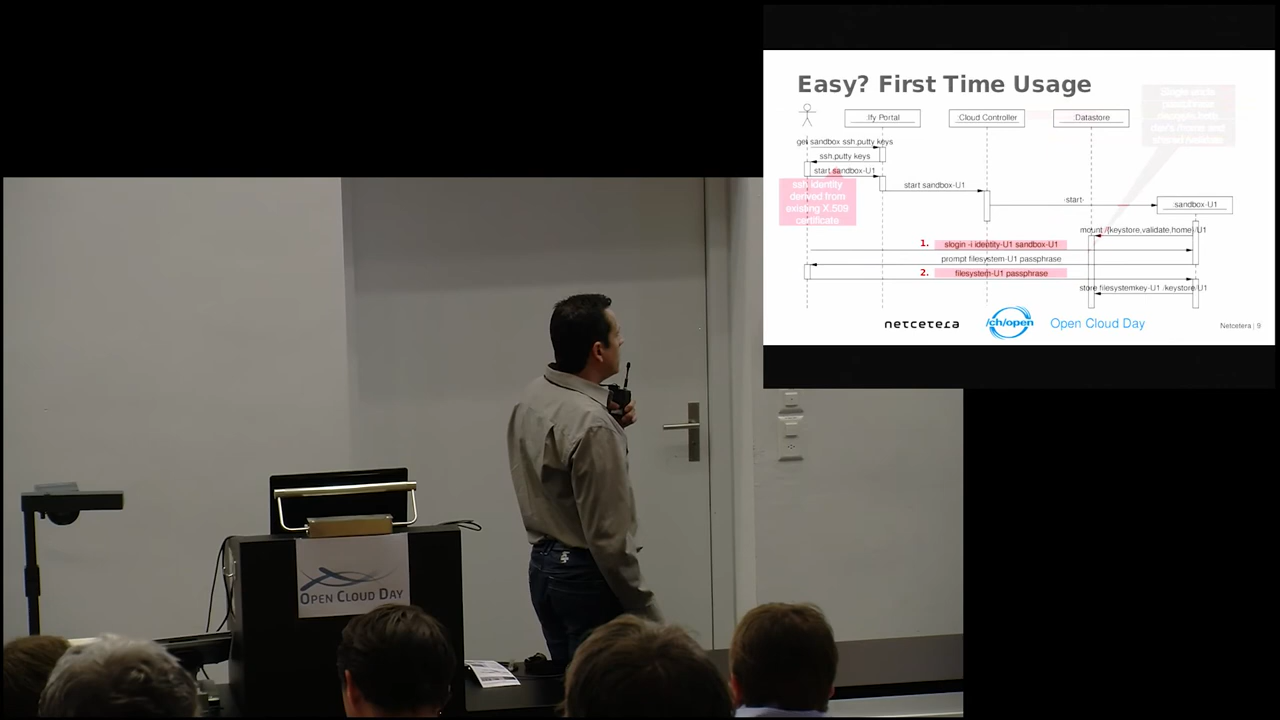 Easy? First Time Usage
:lfy Portal
:Cloud Controller
:Datastore
get sandbox ssh,putty keys
ssh,putty keys
start sandbox-U1
start sandbox-U1
-start-
:sandbox-U1
ssh identity
derived from
existing X.509
certificate
mount /{keystore,validate,home}/U1
1. slogin -i identity-U1 sandbox-U1
prompt filesystem-U1 passphrase
2. filesystem-U1 passphrase
store filesystemkey-U1 /keystore/U1
netcetera
/ch/open
Open Cloud Day
Netcetera | 9
OPEN CLOUD DAY